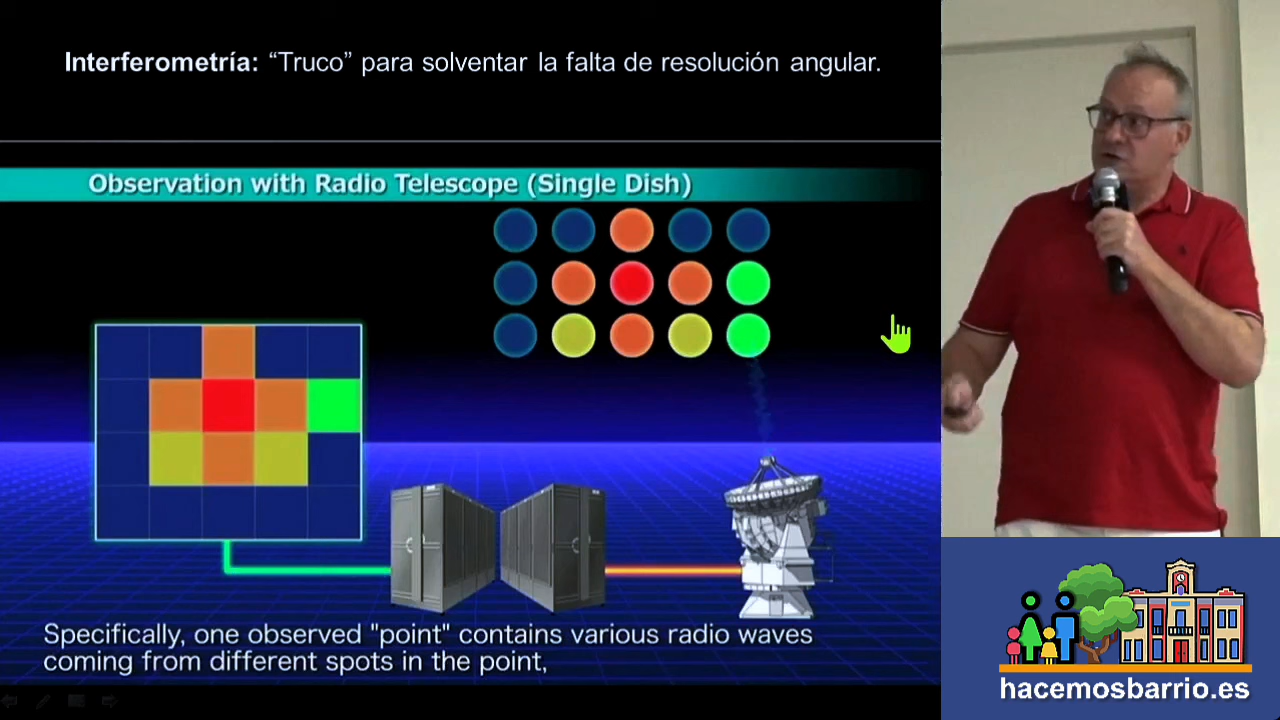 Interferometría: “Truco” para solventar la falta de resolución angular.
Observation with Radio Telescope (Single Dish)
Specifically, one observed "point" contains various radio waves
coming from different spots in the point,
hacemosbarrio.es